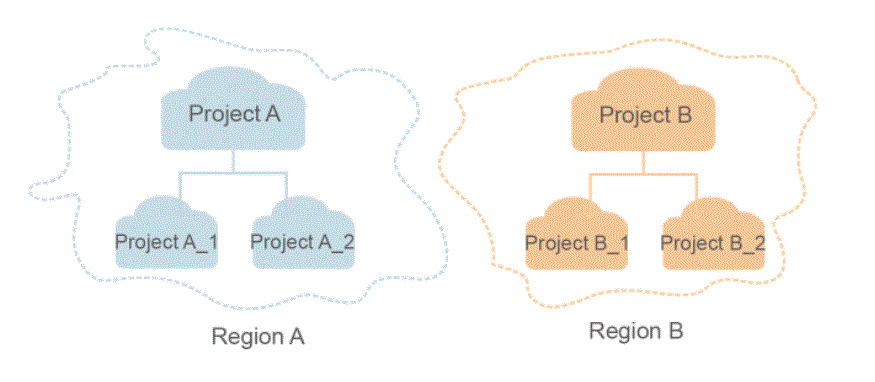 Project A
Project A_1
Project A_2
Region A
Project B
Project B_1
Project B_2
Region B